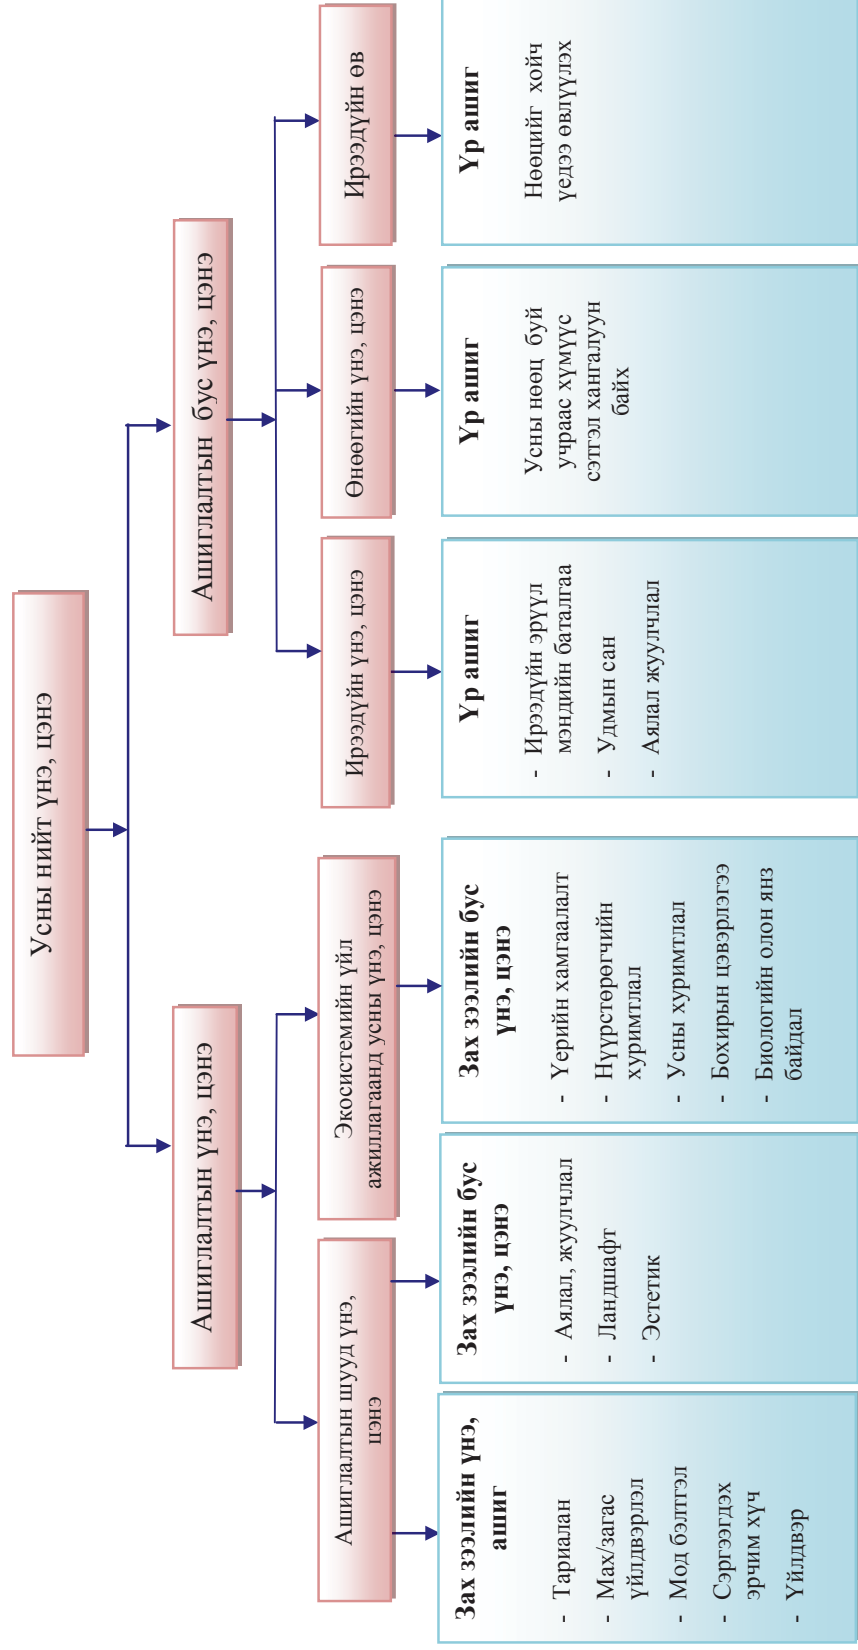 Усны нийт үнэ, цэнэ
Ашиглалтын үнэ, цэнэ
Ашиглалтын бус үнэ, цэнэ
Ашиглалтын шууд үнэ,
цэнэ
Экосистемийн үйл
ажиллагаанд усны үнэ, цэнэ
Ирээдүйн үнэ, цэнэ
Өнөөгийн үнэ, цэнэ
Ирээдүйн өв
Зах зээлийн үнэ,
ашиг
- Тариалан
- Мах/загас
үйлдвэрлэл
- Мод бэлтгэл
- Сэргээгдэх
эрчим хүч
- Үйлдвэр
Зах зээлийн бус
үнэ, цэнэ
- Аялал, жуулчлал
- Ландшафт
- Эстетик
Зах зээлийн бус
үнэ, цэнэ
- Үерийн хамгаалалт
- Нүүрстөрөгчийн
хуримтлал
- Усны хуримтлал
- Бохирын цэвэрлэгээ
- Биологийн олон янз
байдал
Үр ашиг
- Ирээдүйн эрүүл
мэндийн баталгаа
- Удмын сан
- Аялал жуулчлал
Үр ашиг
Усны нөөц буй
учраас хүмүүс
сэтгэл хангалуун
байх
Үр ашиг
Нөөцийг хойч
үедээ өвлүүлэх